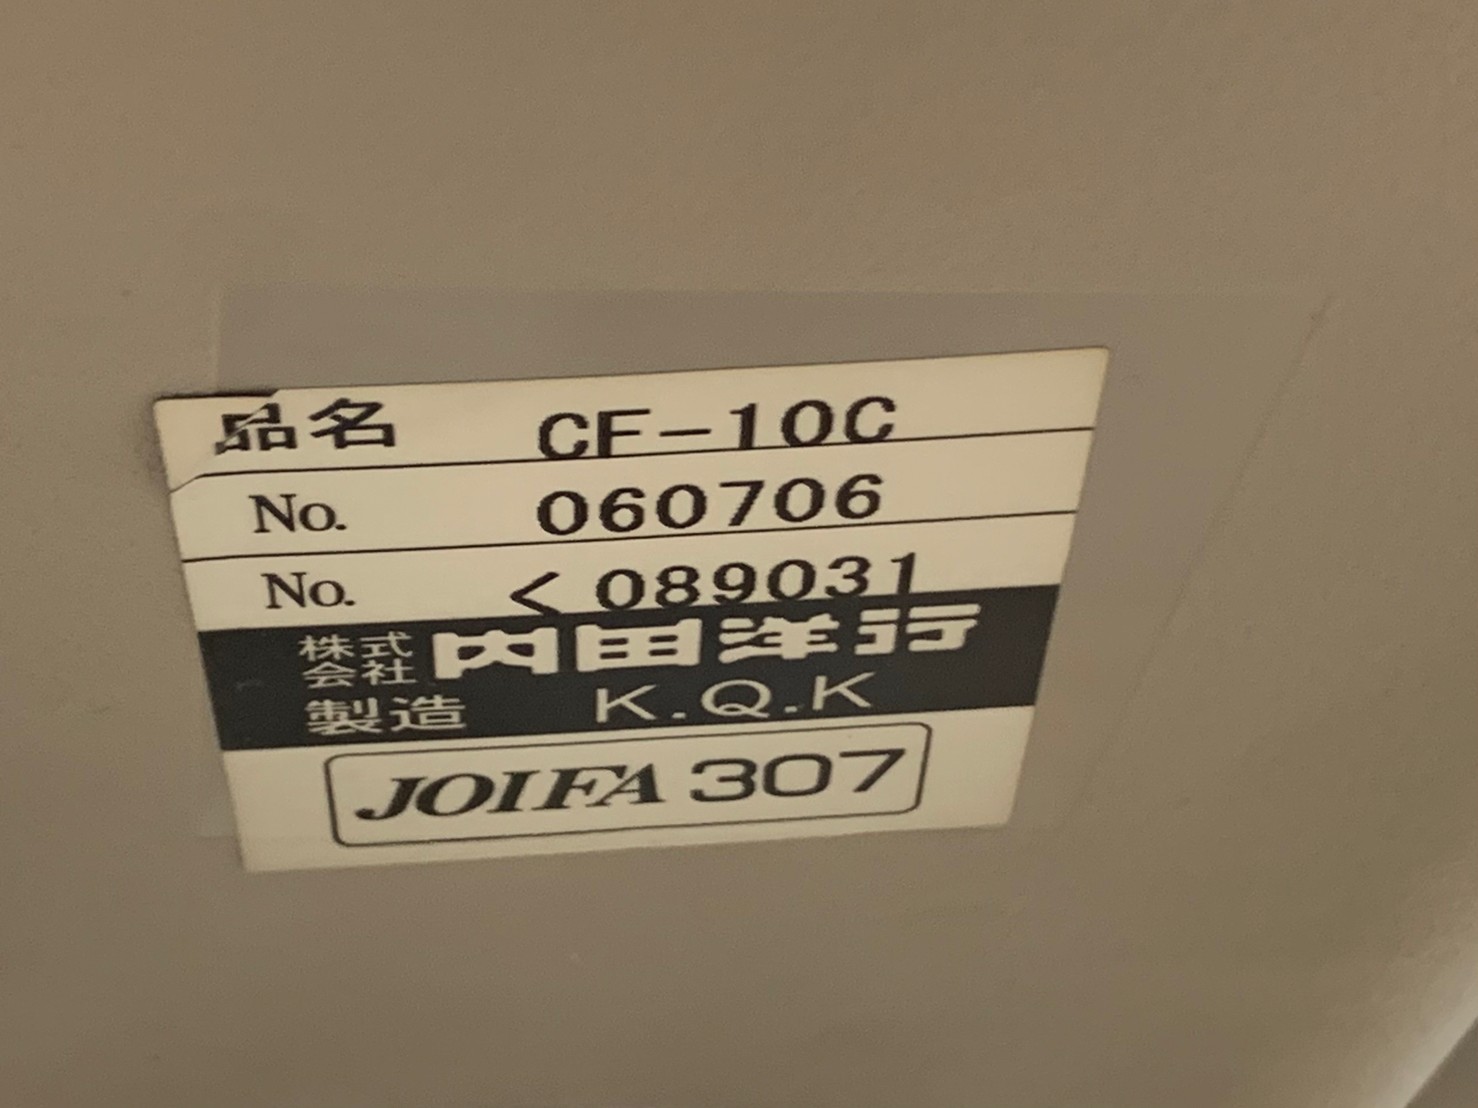 品名 CF-10C
No. 060706
No. <089031
株式会社 内田洋行
製造 K.Q.K
JOIFA 307